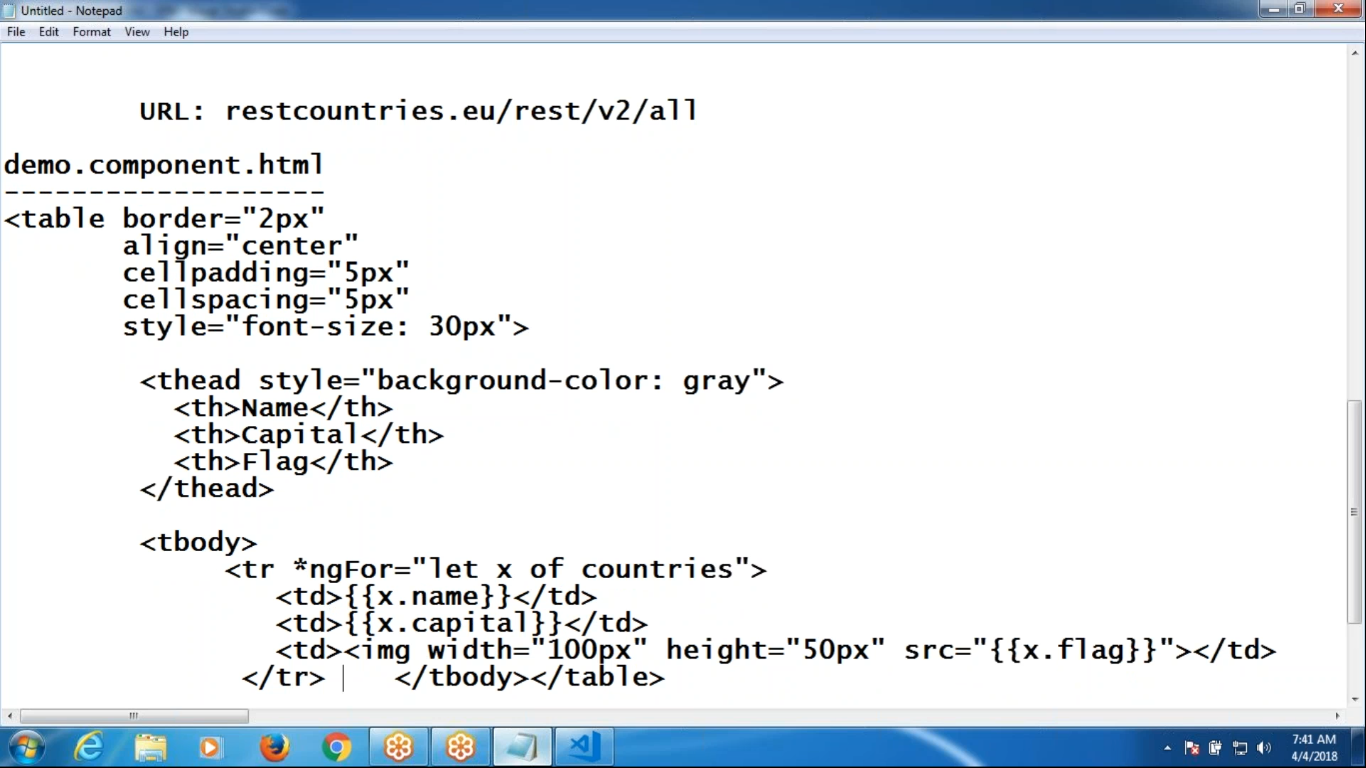 Untitled - Notepad
File Edit Format View Help
URL: restcountries.eu/rest/v2/all
demo.component.html
-------------------
<table border="2px"
align="center"
cellpadding="5px"
cellspacing="5px"
style="font-size: 30px">
<thead style="background-color: gray">
<th>Name</th>
<th>Capital</th>
<th>Flag</th>
</thead>
<tbody>
<tr *ngFor="let x of countries">
<td>{{x.name}}</td>
<td>{{x.capital}}</td>
<td><img width="100px" height="50px" src="{{x.flag}}"></td>
</tr> </tbody></table>
7:41 AM
4/4/2018